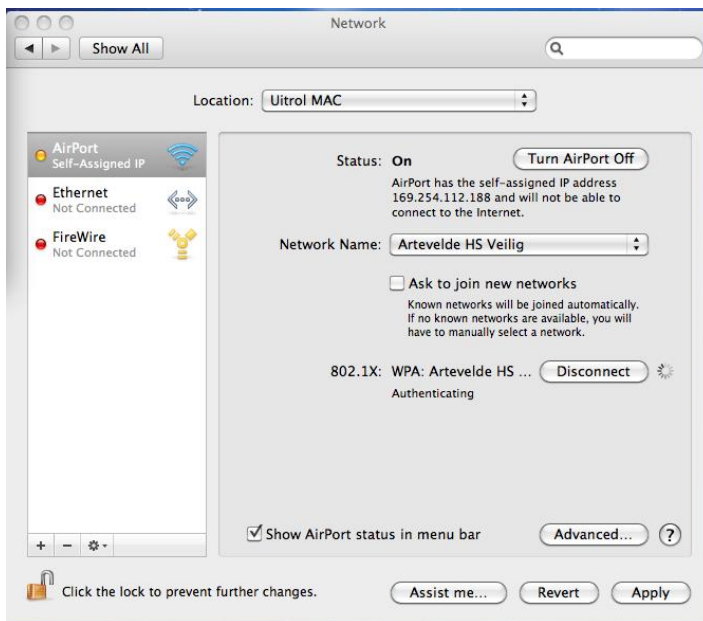 Network
Show All
Location: Uitrol MAC
AirPort
Self-Assigned IP
Ethernet
Not Connected
FireWire
Not Connected
Status: On
Turn AirPort Off
AirPort has the self-assigned IP address
169.254.112.188 and will not be able to
connect to the Internet.
Network Name: Artevelde HS Veilig
Ask to join new networks
Known networks will be joined automatically.
If no known networks are available, you will
have to manually select a network.
802.1X: WPA: Artevelde HS ... Disconnect
Authenticating
Show AirPort status in menu bar
Advanced... ?
+ −
Click the lock to prevent further changes.
Assist me... Revert Apply